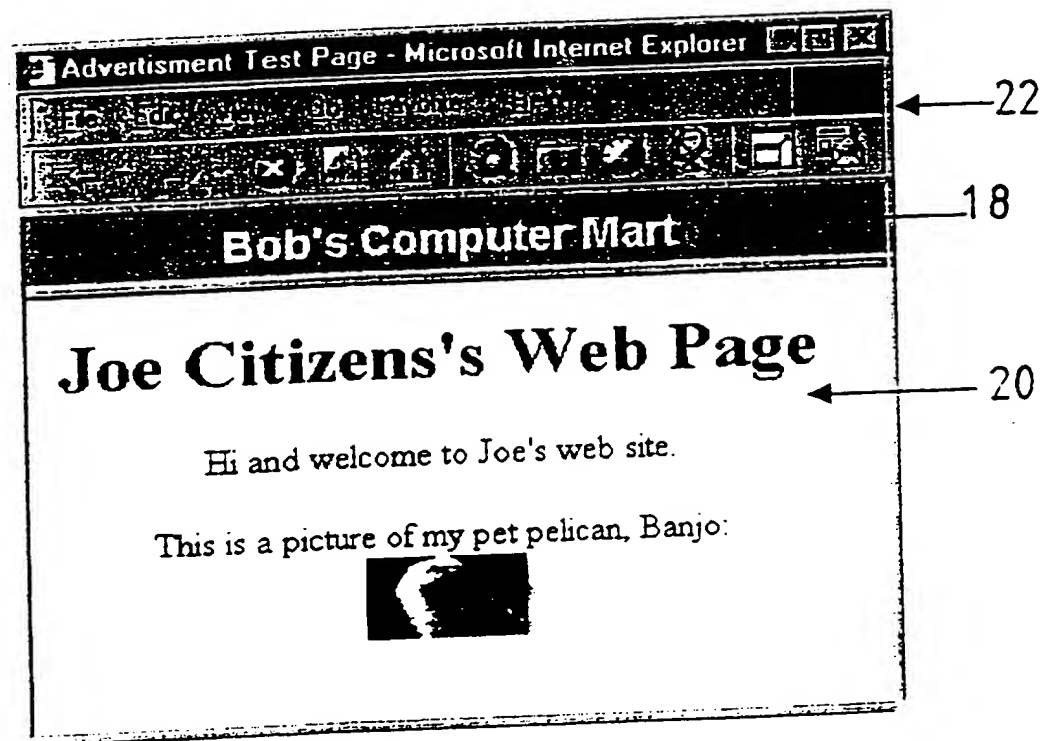 Advertisment Test Page - Microsoft Internet Explorer
22
18
Bob's Computer Mart
Joe Citizens's Web Page
20
Hi and welcome to Joe's web site.
This is a picture of my pet pelican, Banjo: